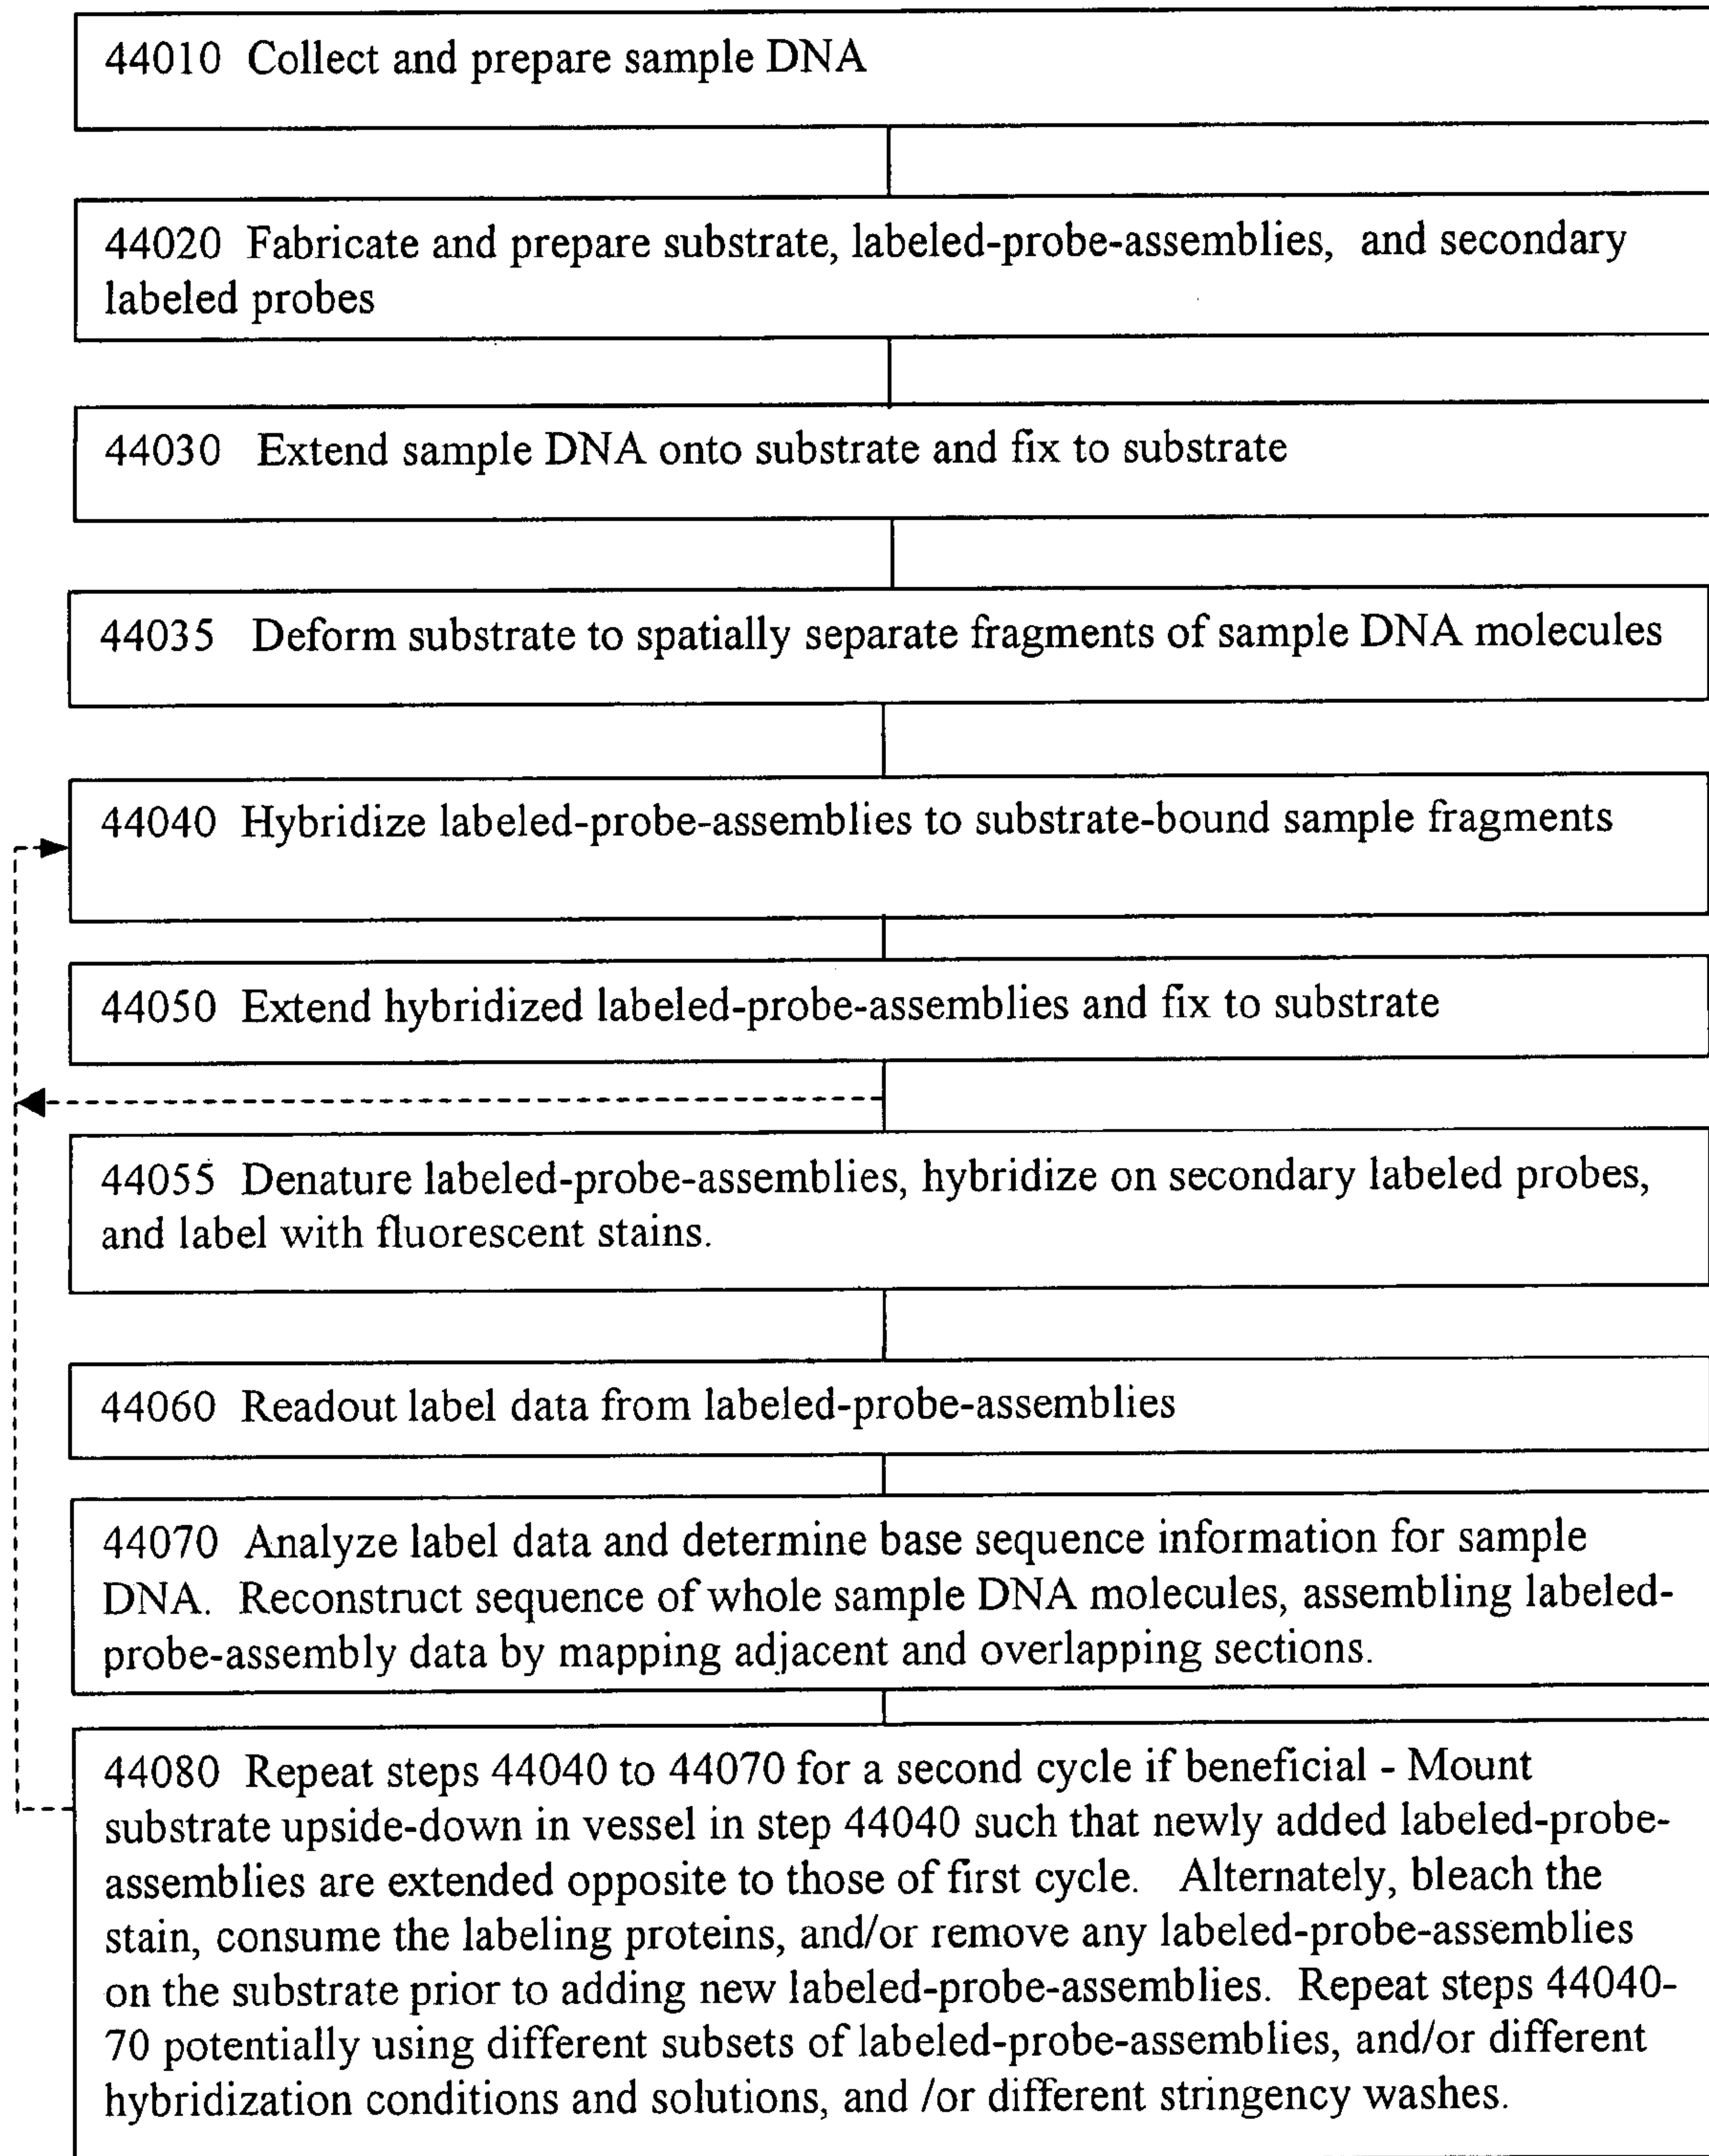 44010 Collect and prepare sample DNA
44020 Fabricate and prepare substrate, labeled-probe-assemblies, and secondary
labeled probes
44030 Extend sample DNA onto substrate and fix to substrate
44035 Deform substrate to spatially separate fragments of sample DNA molecules
44040 Hybridize labeled-probe-assemblies to substrate-bound sample fragments
44050 Extend hybridized labeled-probe-assemblies and fix to substrate
44055 Denature labeled-probe-assemblies, hybridize on secondary labeled probes,
and label with fluorescent stains.
44060 Readout label data from labeled-probe-assemblies
44070 Analyze label data and determine base sequence information for sample
DNA. Reconstruct sequence of whole sample DNA molecules, assembling labeled-
probe-assembly data by mapping adjacent and overlapping sections.
44080 Repeat steps 44040 to 44070 for a second cycle if beneficial - Mount
substrate upside-down in vessel in step 44040 such that newly added labeled-probe-
assemblies are extended opposite to those of first cycle. Alternately, bleach the
stain, consume the labeling proteins, and/or remove any labeled-probe-assemblies
on the substrate prior to adding new labeled-probe-assemblies. Repeat steps 44040-
70 potentially using different subsets of labeled-probe-assemblies, and/or different
hybridization conditions and solutions, and /or different stringency washes.